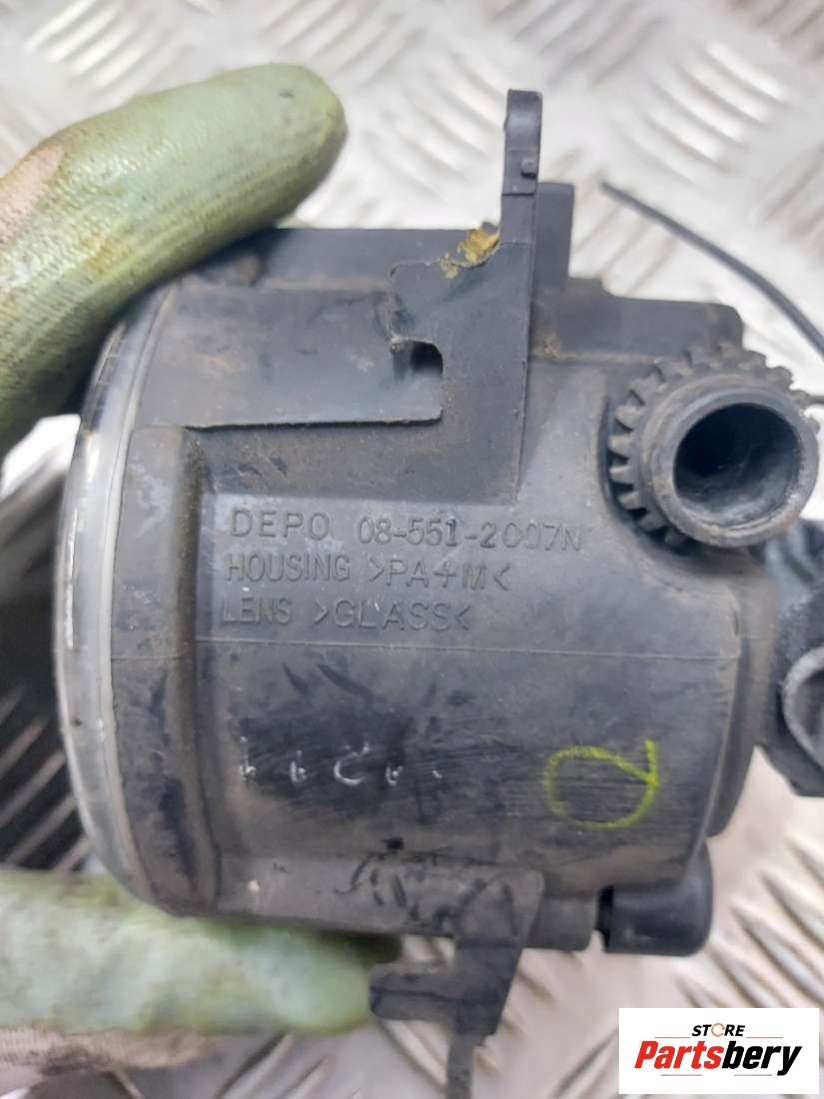 DEPO 08-551-2007N
HOUSING >PA+M<
LENS >GLASS<
STORE
Partsbery